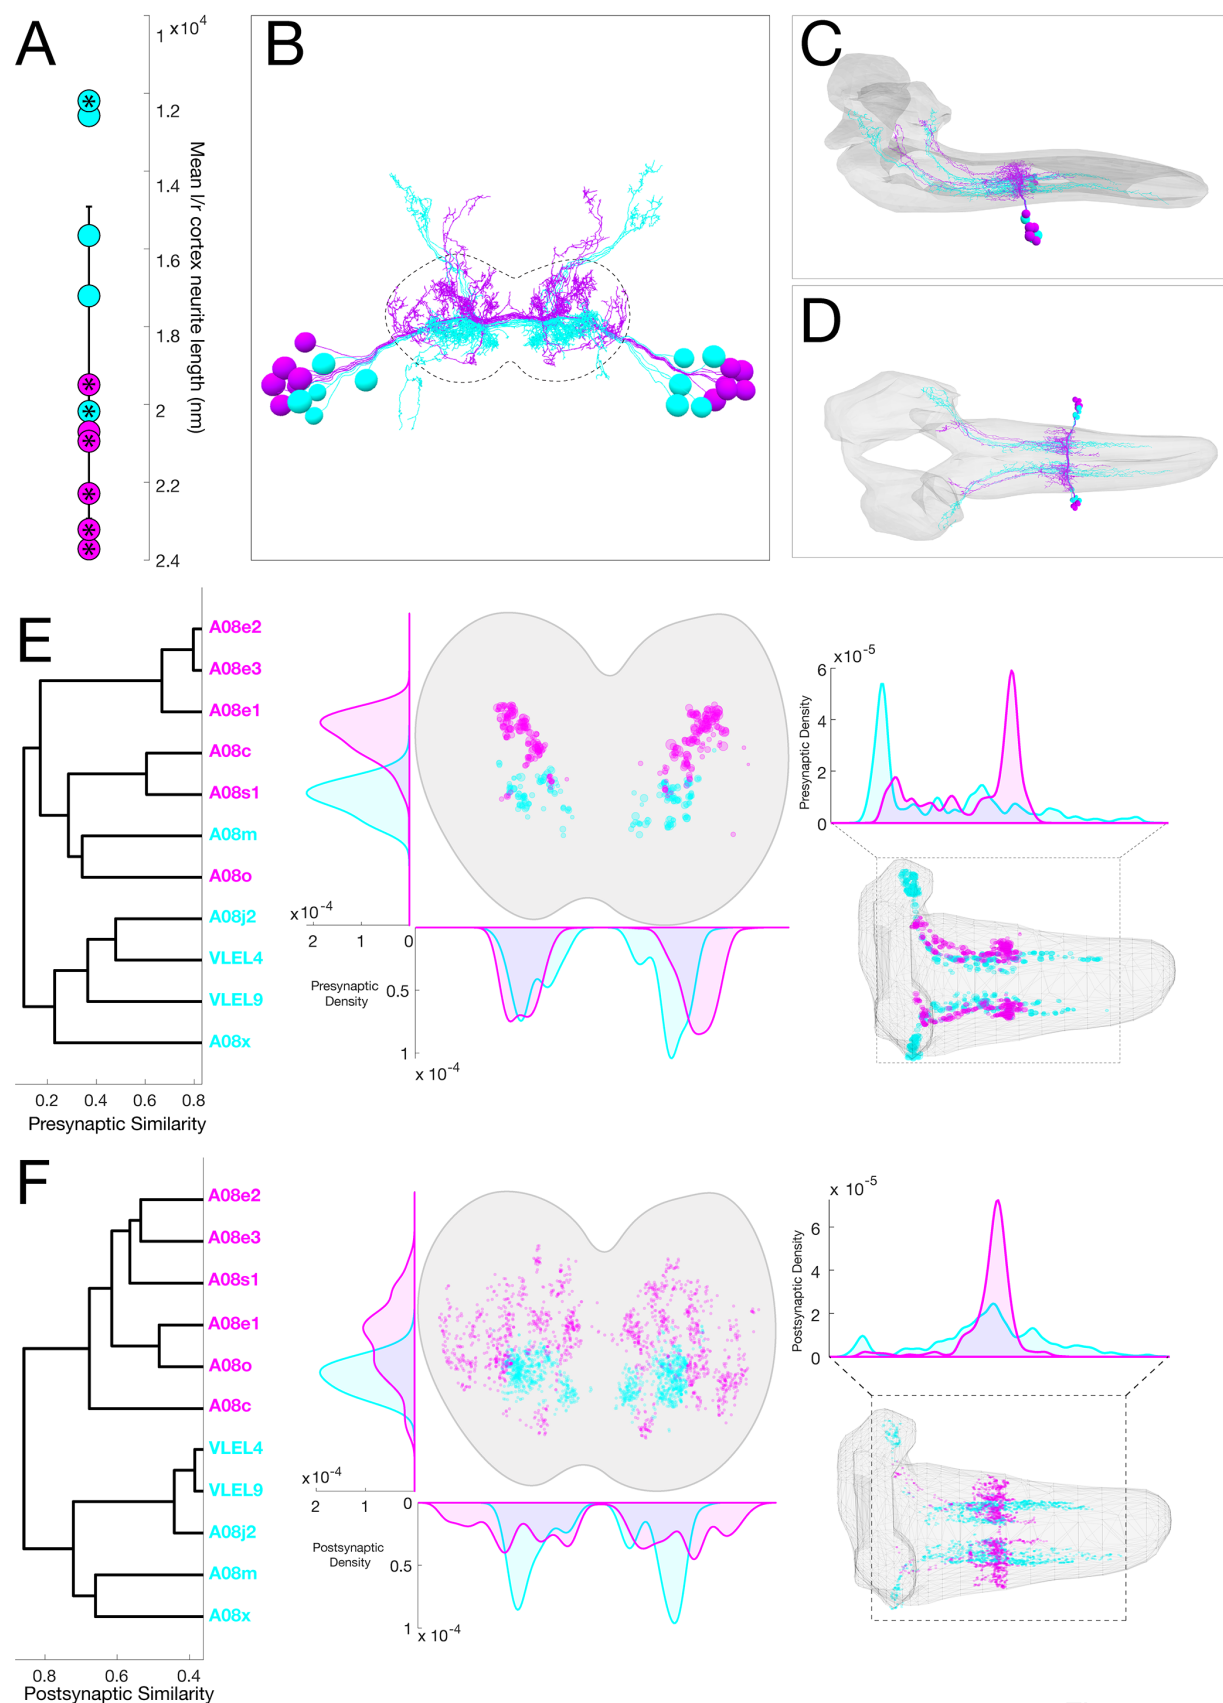 A
1 x10^4
1.2
1.4
1.6
1.8
2
2.2
2.4
Mean l/r cortex neurite length (nm)
B
C
D
E
A08e2
A08e3
A08e1
A08c
A08s1
A08m
A08o
A08j2
VLEL4
VLEL9
A08x
0.2 0.4 0.6 0.8
Presynaptic Similarity
x10^-4
2 1 0
Presynaptic
Density
0
0.5
1
x 10^-4
x10^-5
6
4
2
0
Presynaptic Density
F
A08e2
A08e3
A08s1
A08e1
A08o
A08c
VLEL4
VLEL9
A08j2
A08m
A08x
0.8 0.6 0.4
Postsynaptic Similarity
x10^-4
2 1
Postsynaptic
Density
0
0.5
1
x 10^-4
x 10^-5
6
4
2
0
Postsynaptic Density